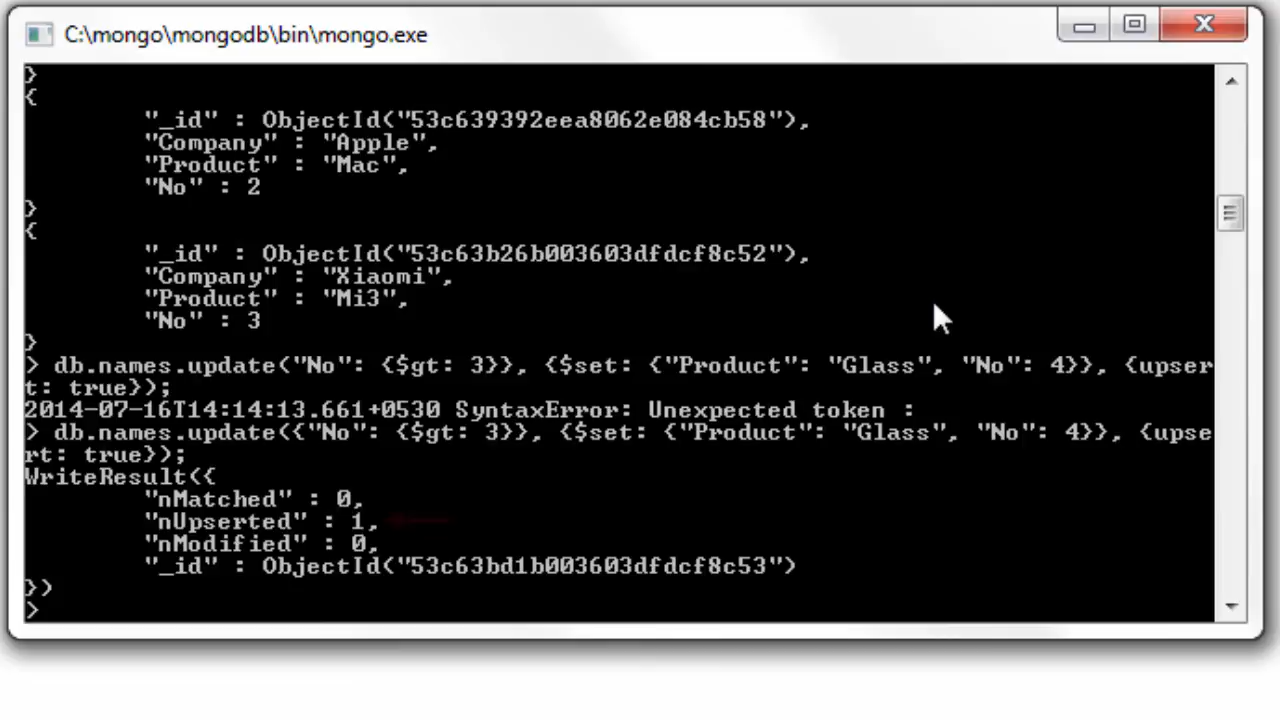 C:\mongo\mongodb\bin\mongo.exe
}
{
"_id" : ObjectId("53c639392eea8062e084cb58"),
"Company" : "Apple",
"Product" : "Mac",
"No" : 2
}
{
"_id" : ObjectId("53c63b26b003603dfdcf8c52"),
"Company" : "Xiaomi",
"Product" : "Mi3",
"No" : 3
}
> db.names.update("No": {$gt: 3}}, {$set: {"Product": "Glass", "No": 4}}, {upser
t: true});
2014-07-16T14:14:13.661+0530 SyntaxError: Unexpected token :
> db.names.update({"No": {$gt: 3}}, {$set: {"Product": "Glass", "No": 4}}, {upse
rt: true});
WriteResult({
"nMatched" : 0,
"nUpserted" : 1,
"nModified" : 0,
"_id" : ObjectId("53c63bd1b003603dfdcf8c53")
})
>